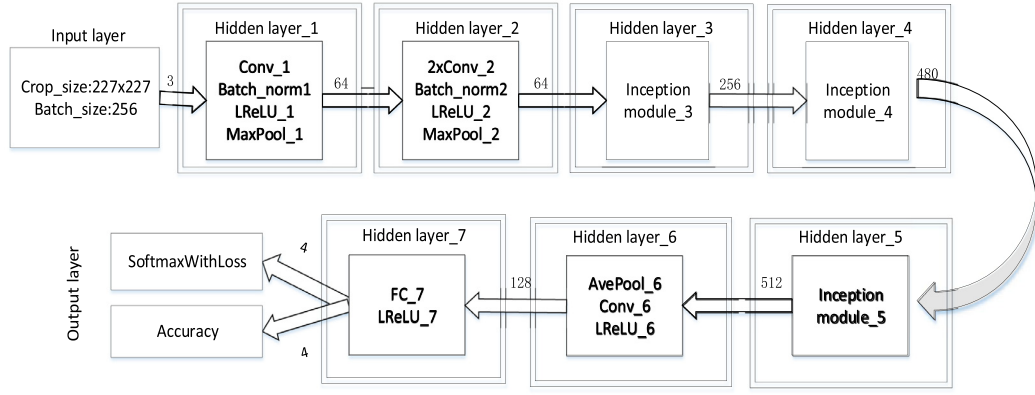 Input layer
Crop_size:227x227
Batch_size:256
3
Hidden layer_1
Conv_1
Batch_norm1
LReLU_1
MaxPool_1
64
Hidden layer_2
2xConv_2
Batch_norm2
LReLU_2
MaxPool_2
64
Hidden layer_3
Inception
module_3
256
Hidden layer_4
Inception
module_4
480
Hidden layer_5
Inception
module_5
512
Hidden layer_6
AvePool_6
Conv_6
LReLU_6
128
Hidden layer_7
FC_7
LReLU_7
4
4
Output layer
SoftmaxWithLoss
Accuracy